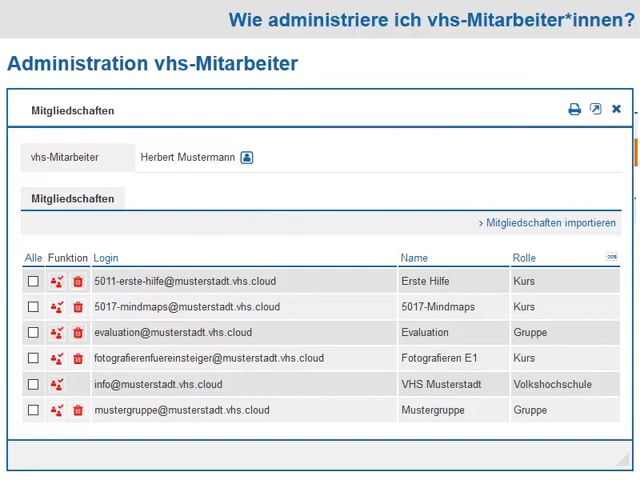 Wie administriere ich vhs-Mitarbeiter*innen?
Administration vhs-Mitarbeiter
Mitgliedschaften
vhs-Mitarbeiter Herbert Mustermann
Mitgliedschaften
› Mitgliedschaften importieren
Alle Funktion Login Name Rolle
5011-erste-hilfe@musterstadt.vhs.cloud Erste Hilfe Kurs
5017-mindmaps@musterstadt.vhs.cloud 5017-Mindmaps Kurs
evaluation@musterstadt.vhs.cloud Evaluation Gruppe
fotografierenfuereinsteiger@musterstadt.vhs.cloud Fotografieren E1 Kurs
info@musterstadt.vhs.cloud VHS Musterstadt Volkshochschule
mustergruppe@musterstadt.vhs.cloud Mustergruppe Gruppe